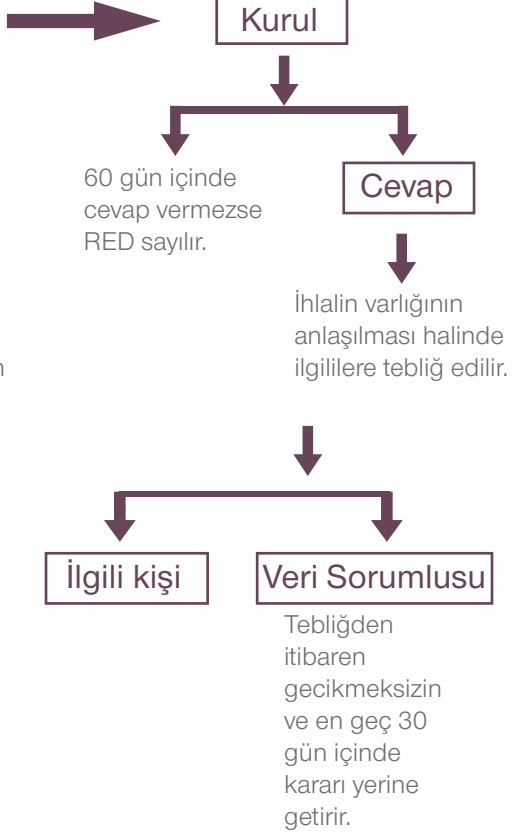 Kurul
60 gün içinde
cevap vermezse
RED sayılır.
Cevap
İhlalin varlığının
anlaşılması halinde
ilgililere tebliğ edilir.
İlgili kişi
Veri Sorumlusu
Tebliğden
itibaren
gecikmeksizin
ve en geç 30
gün içinde
kararı yerine
getirir.